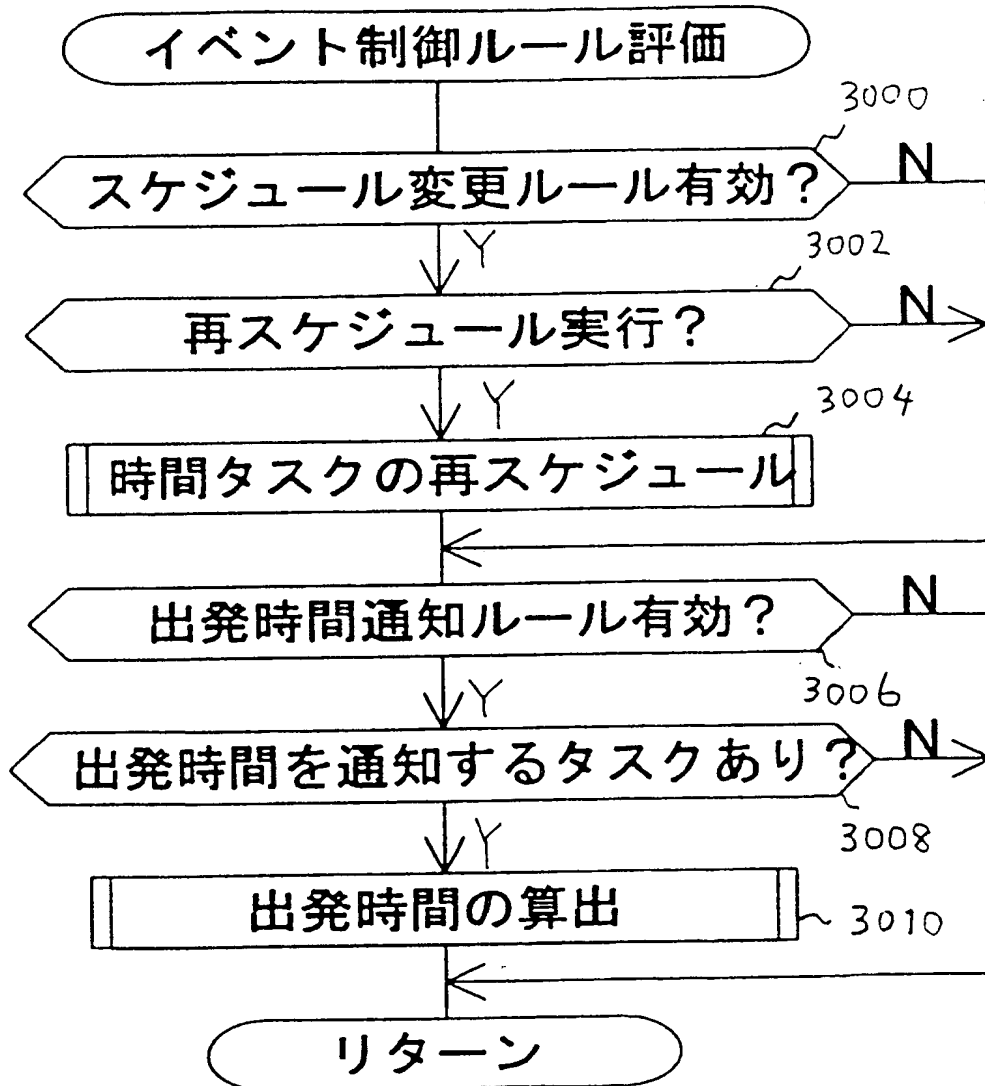 イベント制御ルール評価
3000
スケジュール変更ルール有効?
N
Y
3002
再スケジュール実行?
N
Y
3004
時間タスクの再スケジュール
出発時間通知ルール有効?
N
3006
Y
出発時間を通知するタスクあり?
N
3008
Y
出発時間の算出
3010
リターン